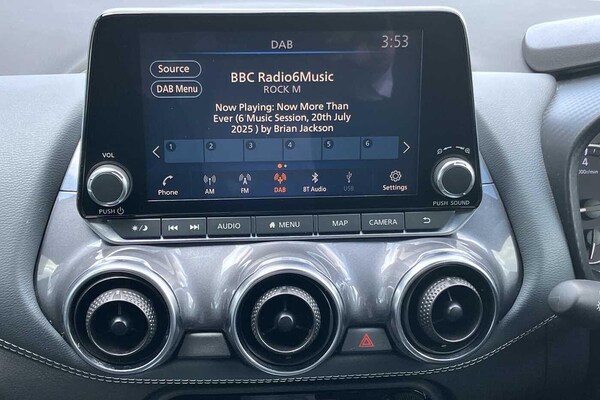 DAB 3:53
Source
DAB Menu
BBC Radio6Music
ROCK M
Now Playing: Now More Than
Ever (6 Music Session, 20th July
2025 ) by Brian Jackson
1 2 3 4 5 6
Phone AM FM DAB BT Audio USB Settings
VOL
PUSH
PUSH SOUND
AUDIO MENU MAP CAMERA
4